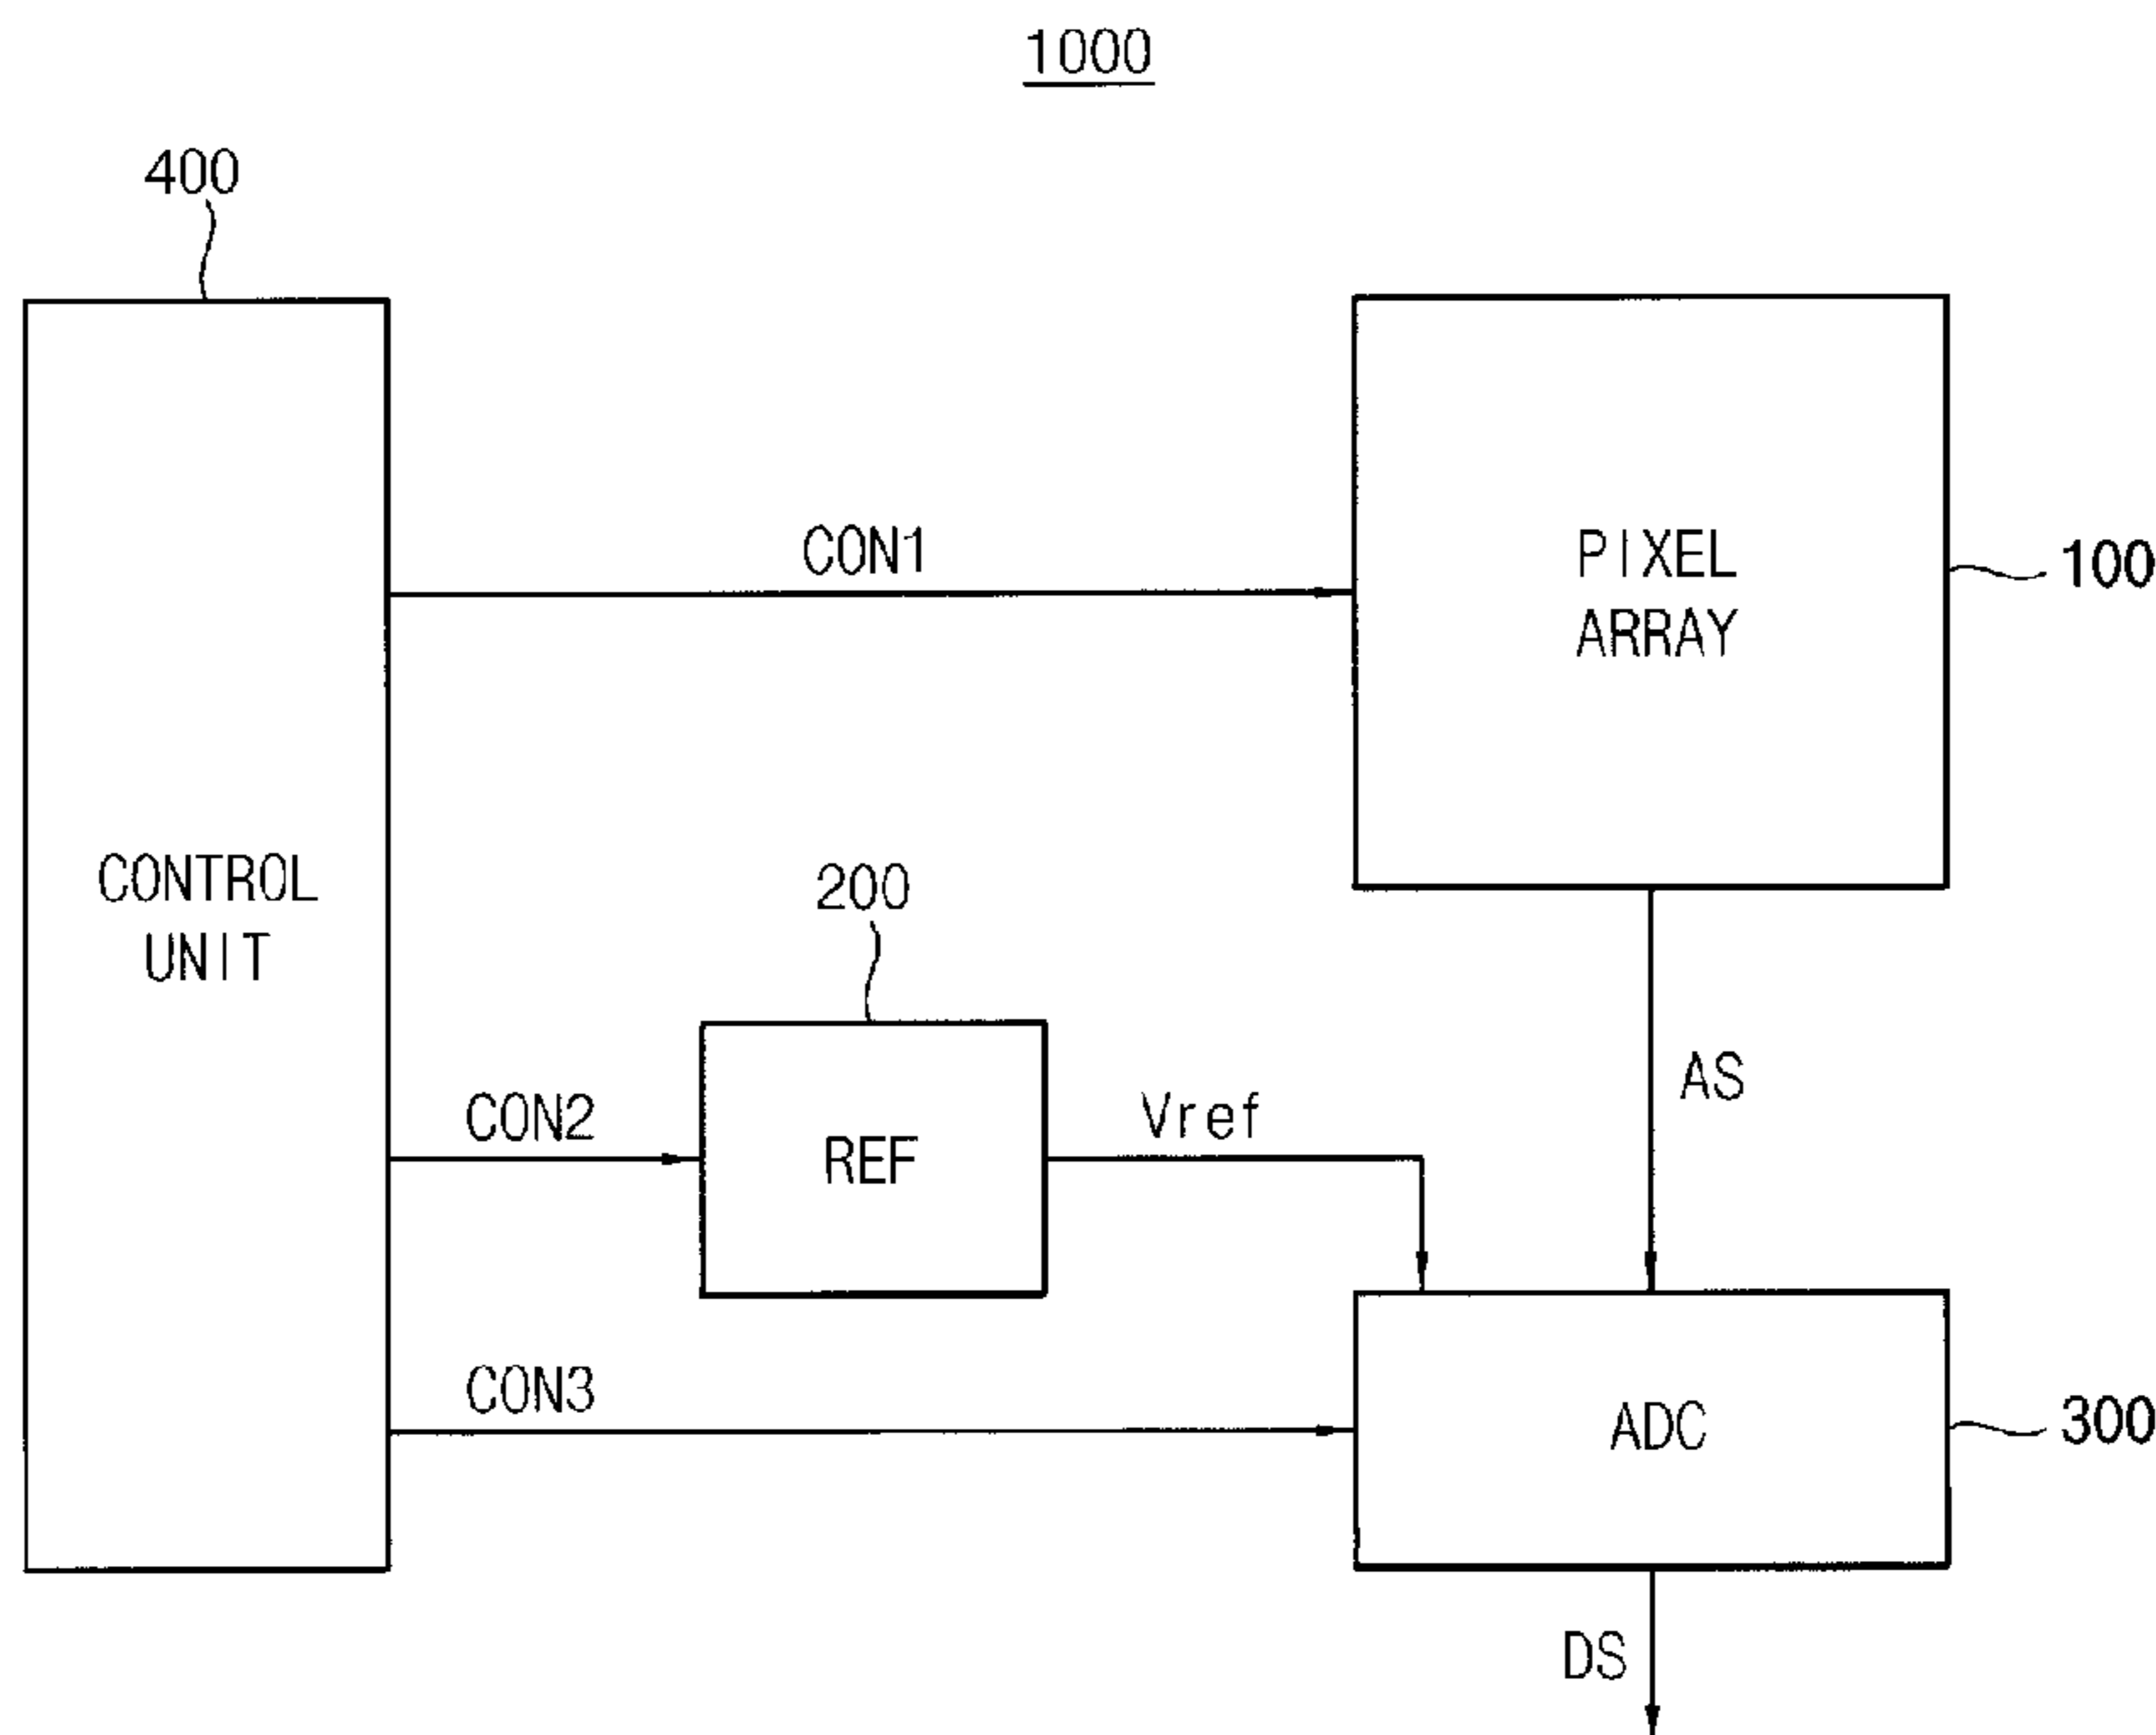 1000
400
CON1
PIXEL
ARRAY
100
CONTROL
UNIT
200
CON2
REF
Vref
AS
CON3
ADC
300
DS